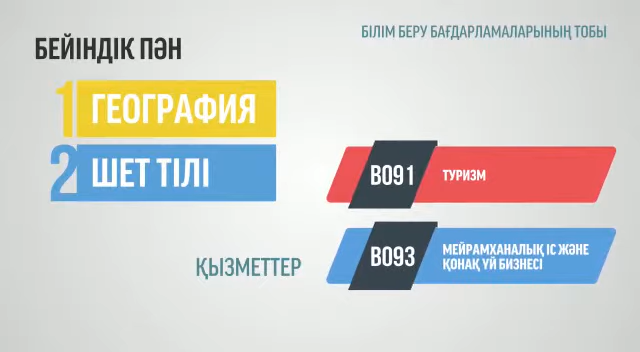 БІЛІМ БЕРУ БАҒДАРЛАМАЛАРЫНЫҢ ТОБЫ
БЕЙІНДІК ПӘН
1 ГЕОГРАФИЯ
2 ШЕТ ТІЛІ
B091 ТУРИЗМ
ҚЫЗМЕТТЕР
B093 МЕЙРАМХАНАЛЫҚ ІС ЖӘНЕ
ҚОНАҚ ҮЙ БИЗНЕСІ